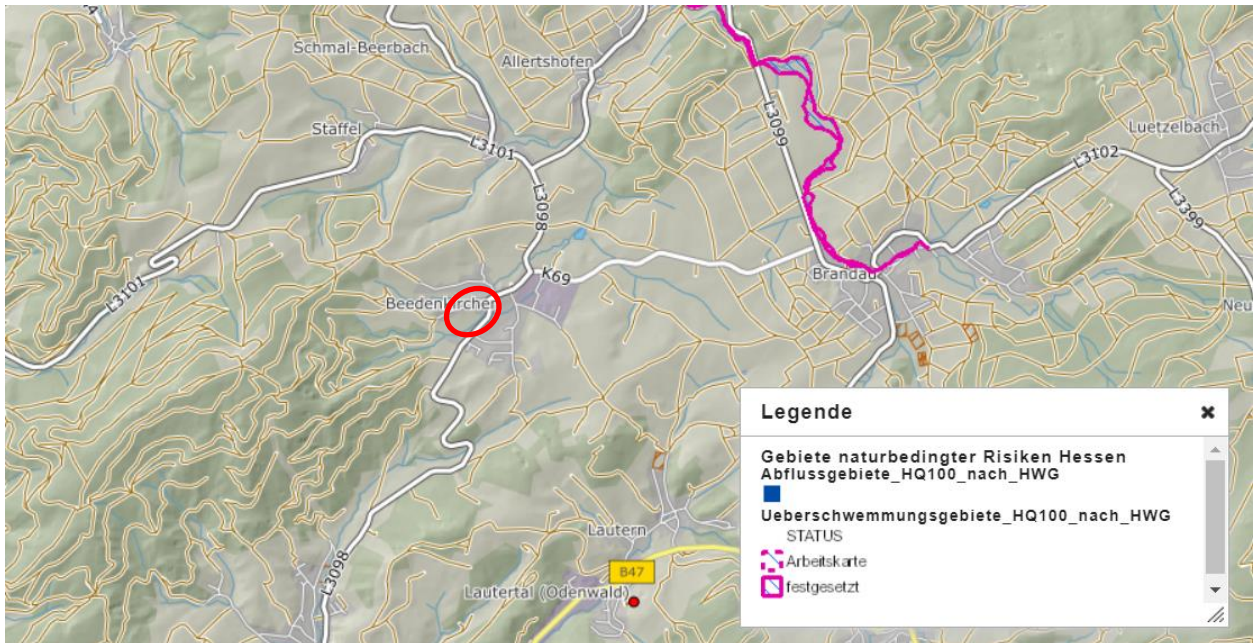 Schmal-Beerbach
Allertshofen
L3099
Staffel
L3101
Luetzelbach
L3102
L3098
L3399
K69
Brandau
L3101
Beedenkirchen
Neu
Legende ×
Gebiete naturbedingter Risiken Hessen
Abflussgebiete_HQ100_nach_HWG
Ueberschwemmungsgebiete_HQ100_nach_HWG
STATUS
Arbeitskarte
festgesetzt
Lautern
B47
L3098
Lautertal (Odenwald)